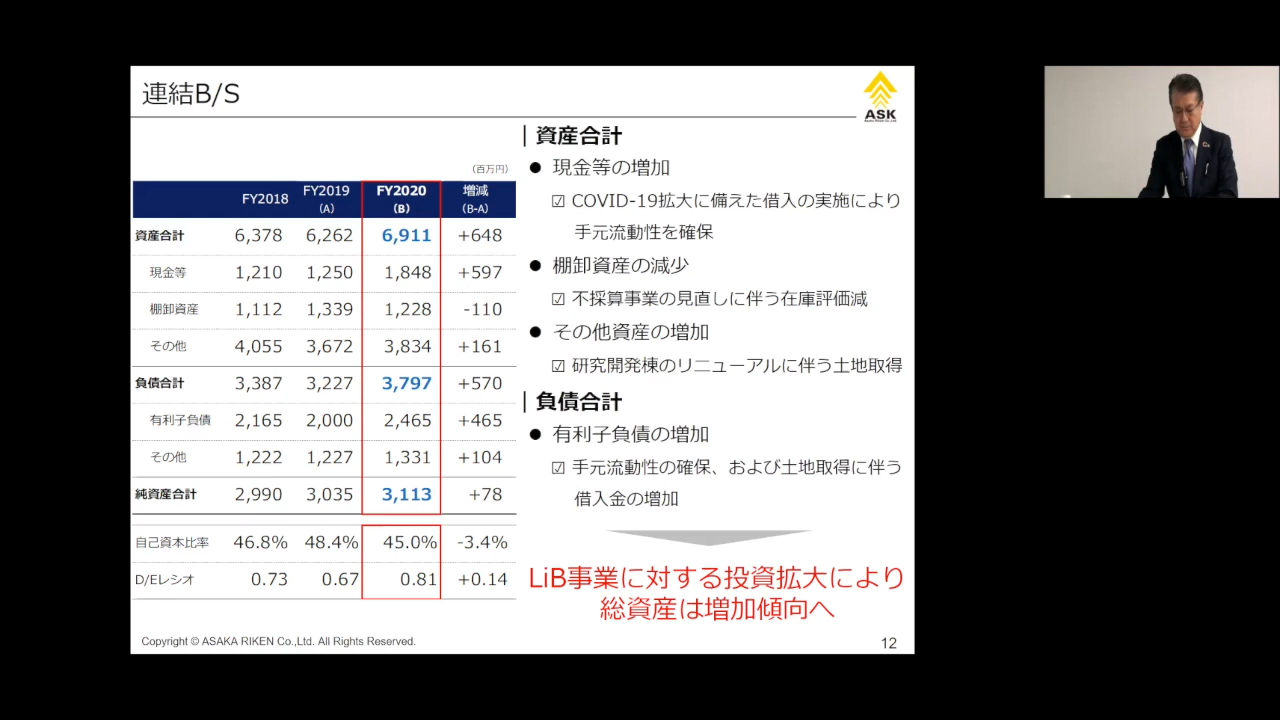 連結B/S
ASK
(百万円)
FY2018 FY2019 (A) FY2020 (B) 増減 (B-A)
資産合計 6,378 6,262 6,911 +648
現金等 1,210 1,250 1,848 +597
棚卸資産 1,112 1,339 1,228 -110
その他 4,055 3,672 3,834 +161
負債合計 3,387 3,227 3,797 +570
有利子負債 2,165 2,000 2,465 +465
その他 1,222 1,227 1,331 +104
純資産合計 2,990 3,035 3,113 +78
自己資本比率 46.8% 48.4% 45.0% -3.4%
D/Eレシオ 0.73 0.67 0.81 +0.14
| 資産合計
● 現金等の増加
☑ COVID-19拡大に備えた借入の実施により
手元流動性を確保
● 棚卸資産の減少
☑ 不採算事業の見直しに伴う在庫評価減
● その他資産の増加
☑ 研究開発棟のリニューアルに伴う土地取得
| 負債合計
● 有利子負債の増加
☑ 手元流動性の確保、および土地取得に伴う
借入金の増加
LiB事業に対する投資拡大により
総資産は増加傾向へ
Copyright © ASAKA RIKEN Co.,Ltd. All Rights Reserved.
12